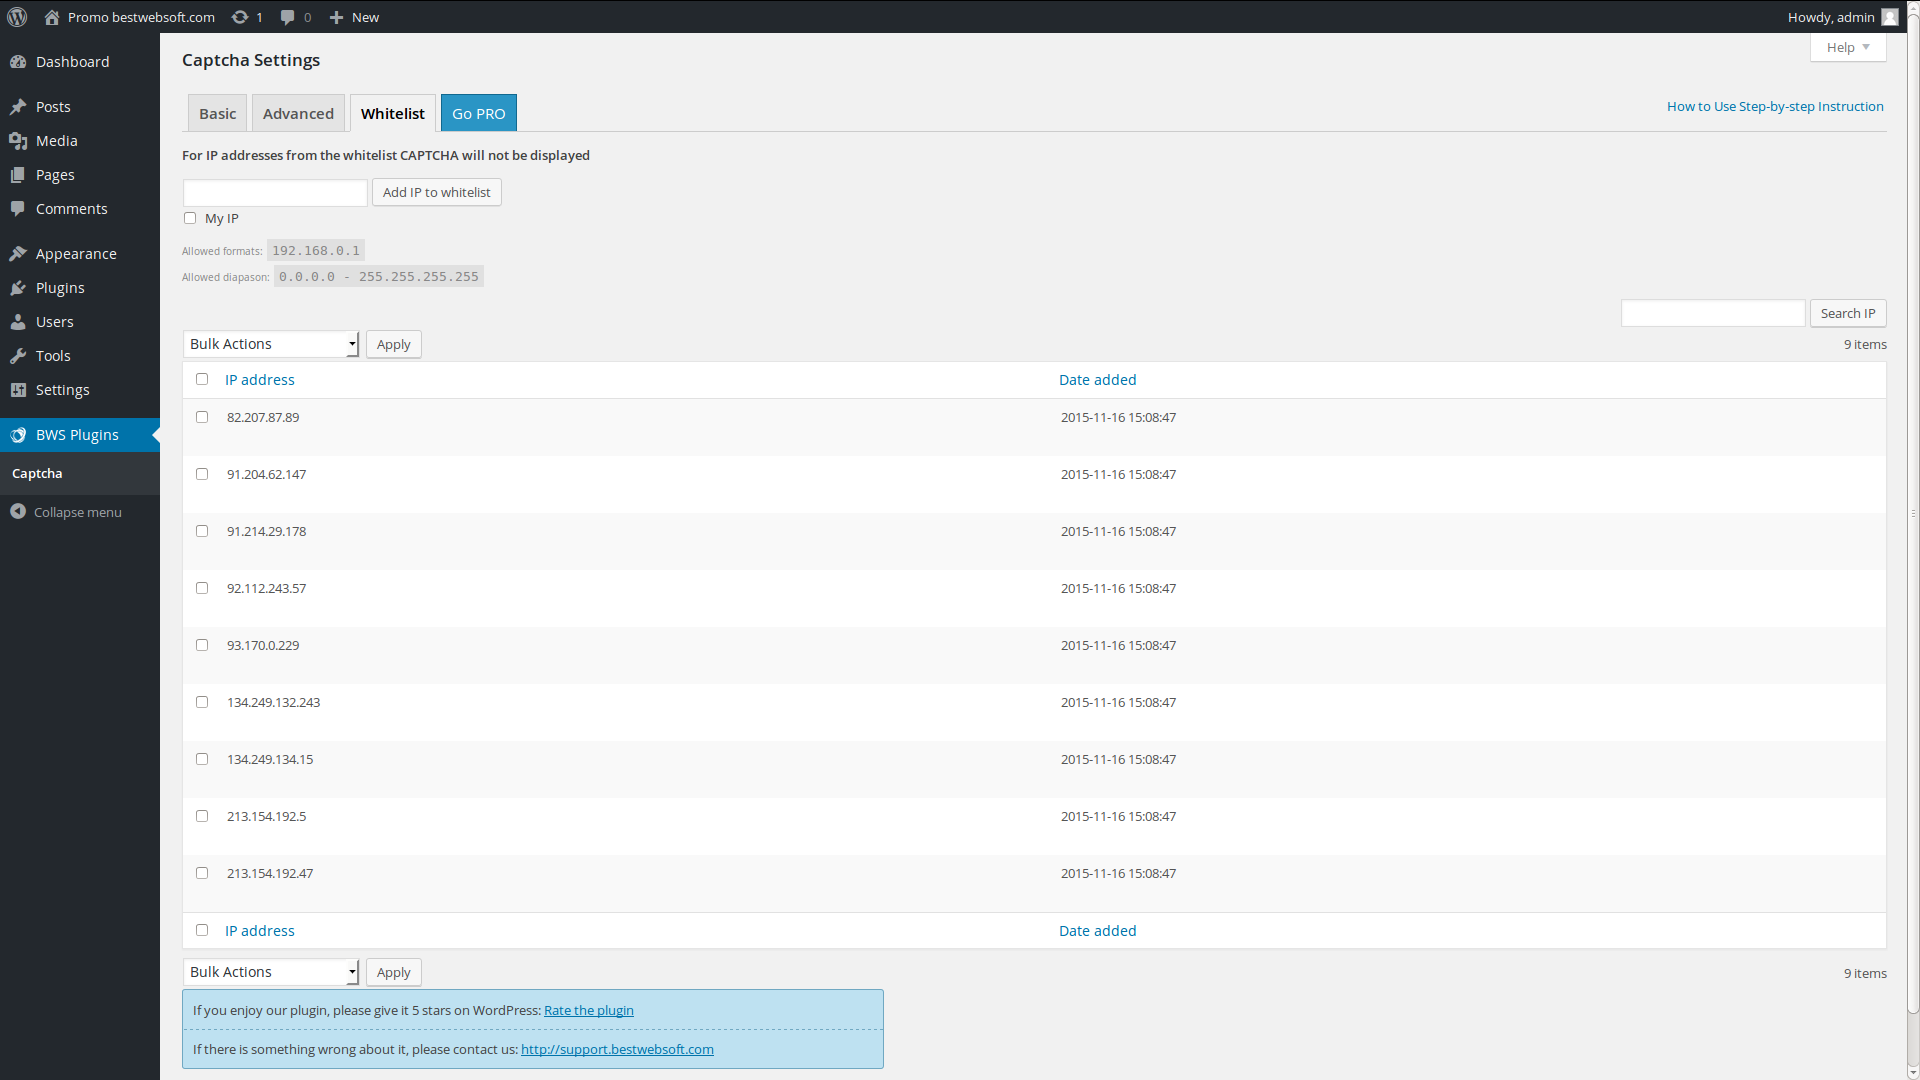 Promo bestwebsoft.com 1 0 New Howdy, admin
Help
Dashboard
Posts
Media
Pages
Comments
Appearance
Plugins
Users
Tools
Settings
BWS Plugins
Captcha
Collapse menu
Captcha Settings
Basic Advanced Whitelist Go PRO
How to Use Step-by-step Instruction
For IP addresses from the whitelist CAPTCHA will not be displayed
Add IP to whitelist
My IP
Allowed formats: 192.168.0.1
Allowed diapason: 0.0.0.0 - 255.255.255.255
Search IP
Bulk Actions Apply 9 items
IP address Date added
82.207.87.89 2015-11-16 15:08:47
91.204.62.147 2015-11-16 15:08:47
91.214.29.178 2015-11-16 15:08:47
92.112.243.57 2015-11-16 15:08:47
93.170.0.229 2015-11-16 15:08:47
134.249.132.243 2015-11-16 15:08:47
134.249.134.15 2015-11-16 15:08:47
213.154.192.5 2015-11-16 15:08:47
213.154.192.47 2015-11-16 15:08:47
IP address Date added
Bulk Actions Apply 9 items
If you enjoy our plugin, please give it 5 stars on WordPress: Rate the plugin
If there is something wrong about it, please contact us: http://support.bestwebsoft.com